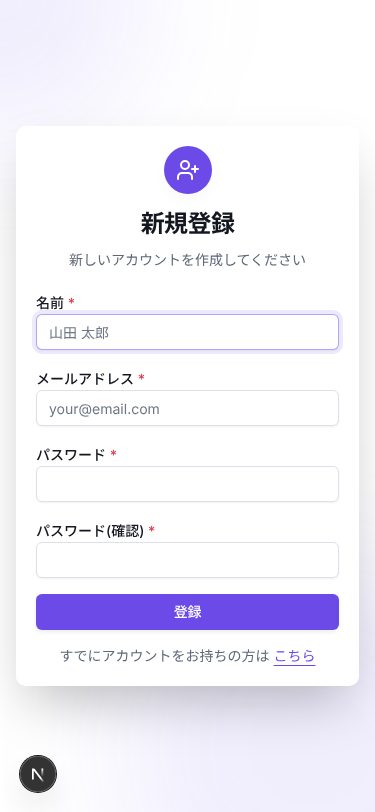 新規登録
新しいアカウントを作成してください
名前 *
山田 太郎
メールアドレス *
your@email.com
パスワード *
パスワード(確認) *
登録
すでにアカウントをお持ちの方は こちら
N